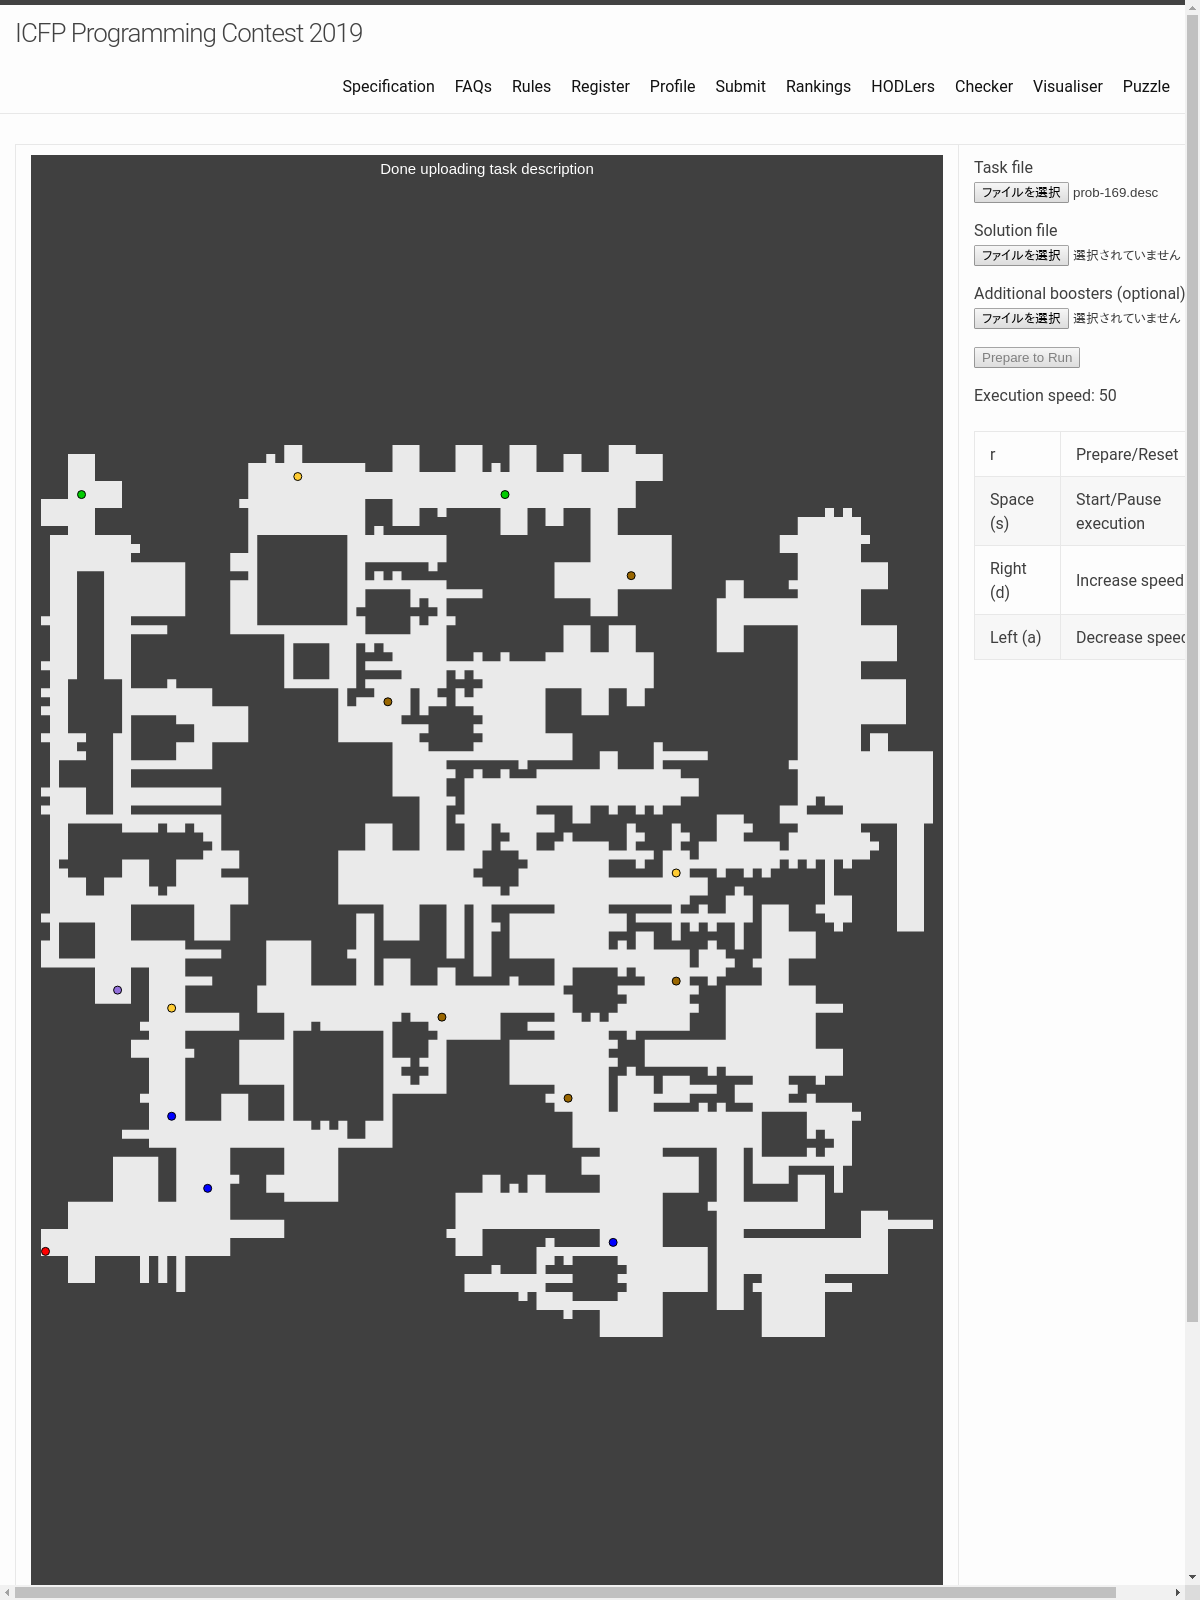 ICFP Programming Contest 2019
Specification FAQs Rules Register Profile Submit Rankings HODLers Checker Visualiser Puzzle
Done uploading task description
Task file
ファイルを選択 prob-169.desc
Solution file
ファイルを選択 選択されていません
Additional boosters (optional)
ファイルを選択 選択されていません
Prepare to Run
Execution speed: 50
r Prepare/Reset
Space (s) Start/Pause execution
Right (d) Increase speed
Left (a) Decrease speed